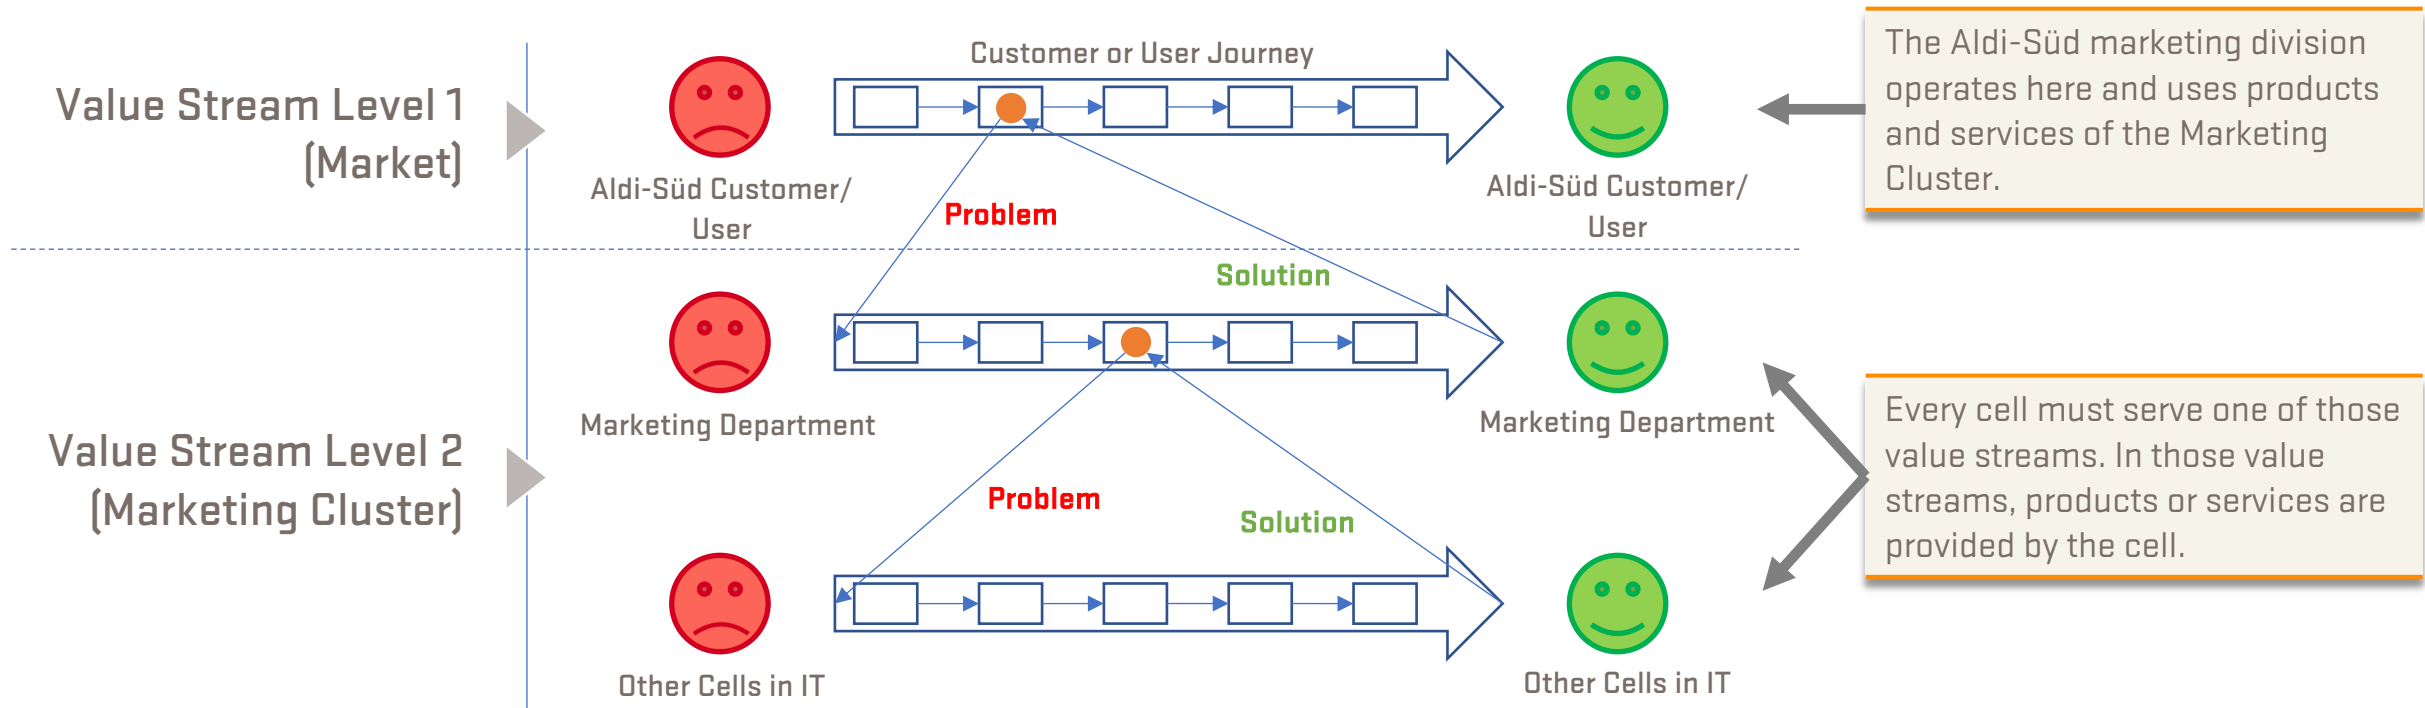 Customer or User Journey
Value Stream Level 1
(Market)
Aldi-Süd Customer/
User
Aldi-Süd Customer/
User
The Aldi-Süd marketing division
operates here and uses products
and services of the Marketing
Cluster.
Problem
Solution
Value Stream Level 2
(Marketing Cluster)
Marketing Department
Marketing Department
Every cell must serve one of those
value streams. In those value
streams, products or services are
provided by the cell.
Problem
Solution
Other Cells in IT
Other Cells in IT